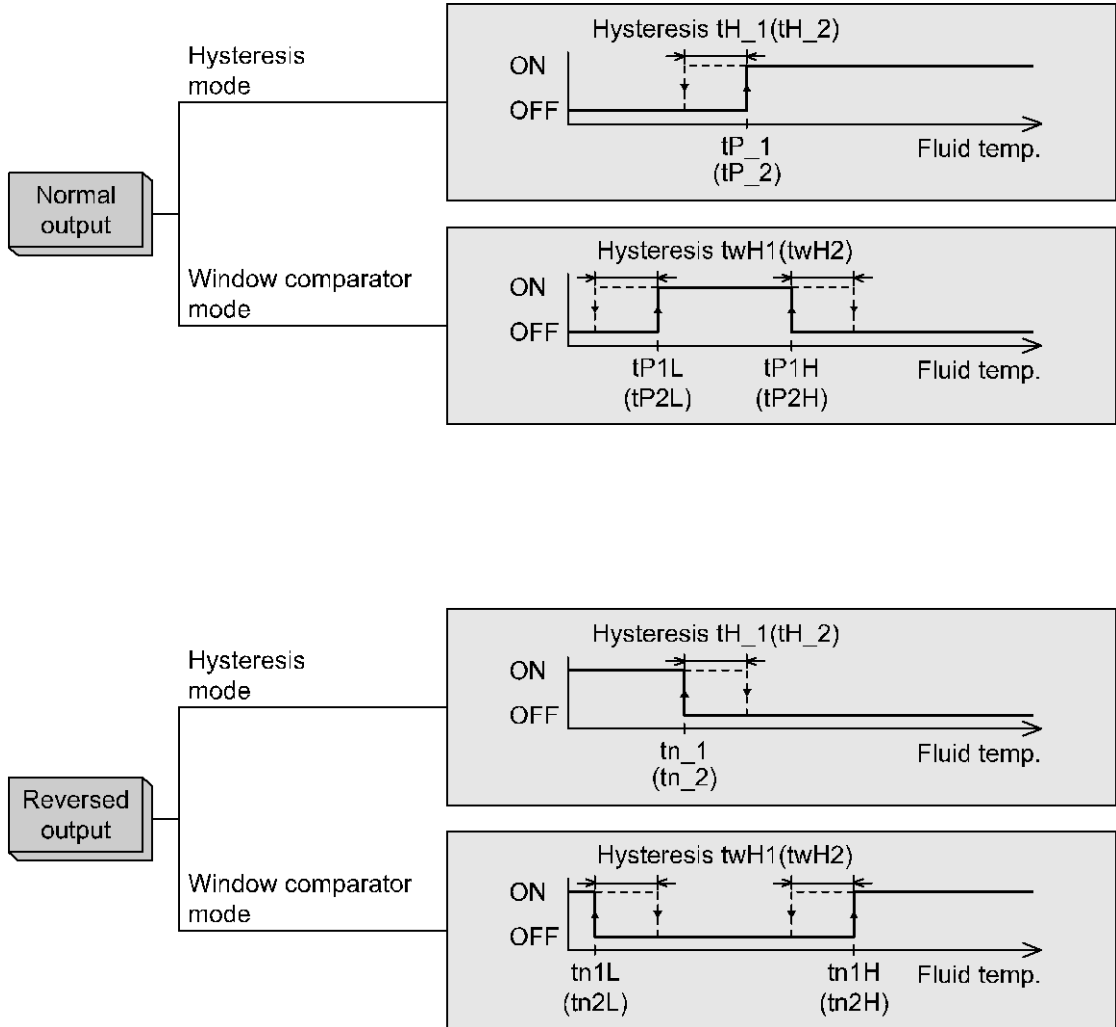 Normal
output
Hysteresis
mode
Hysteresis tH_1(tH_2)
ON
OFF
tP_1
(tP_2)
Fluid temp.
Window comparator
mode
Hysteresis twH1(twH2)
ON
OFF
tP1L
(tP2L)
tP1H
(tP2H)
Fluid temp.
Reversed
output
Hysteresis
mode
Hysteresis tH_1(tH_2)
ON
OFF
tn_1
(tn_2)
Fluid temp.
Window comparator
mode
Hysteresis twH1(twH2)
ON
OFF
tn1L
(tn2L)
tn1H
(tn2H)
Fluid temp.